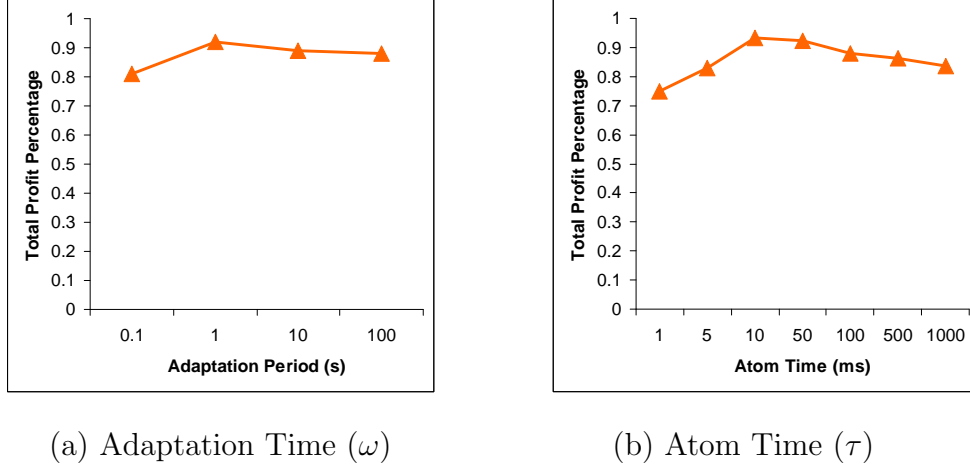 Total Profit Percentage
1
0.9
0.8
0.7
0.6
0.5
0.4
0.3
0.2
0.1
0
0.1 1 10 100
Adaptation Period (s)
(a) Adaptation Time (ω)
Total Profit Percentage
1
0.9
0.8
0.7
0.6
0.5
0.4
0.3
0.2
0.1
0
1 5 10 50 100 500 1000
Atom Time (ms)
(b) Atom Time (τ)